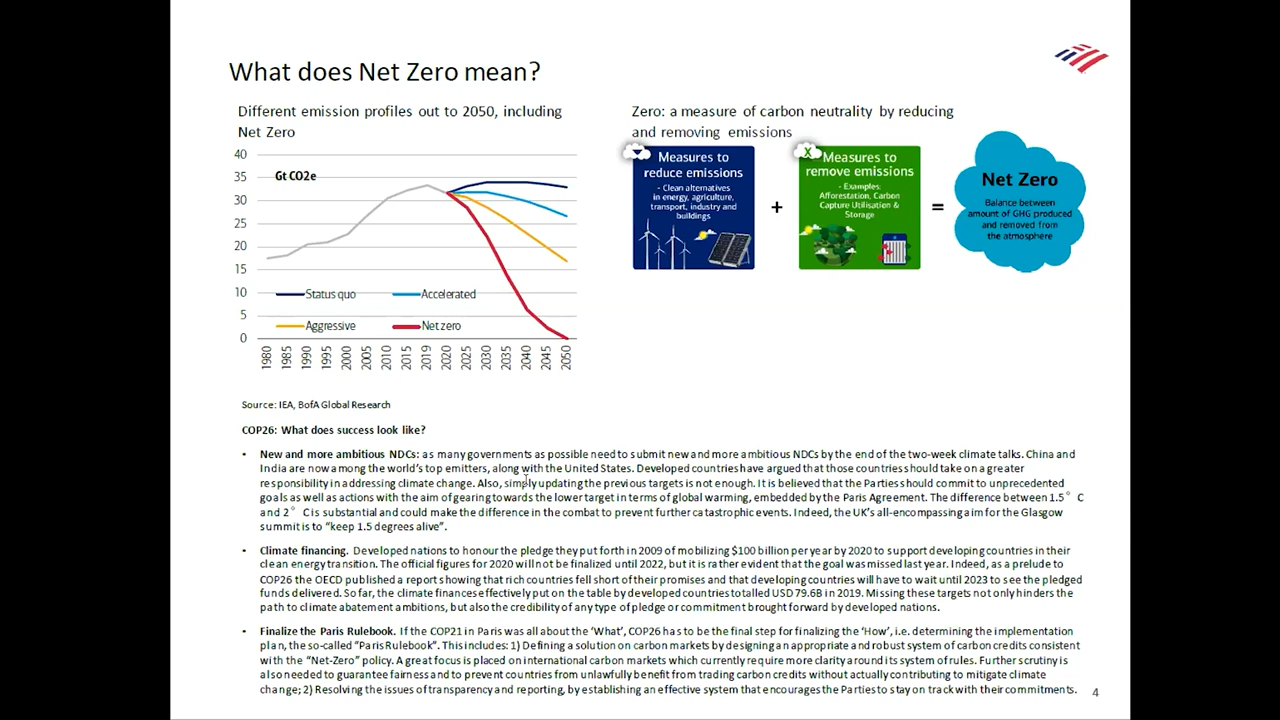 What does Net Zero mean?
Different emission profiles out to 2050, including
Net Zero
40
35
30
25
20
15
10
5
0
Gt CO2e
Status quo
Accelerated
Aggressive
Net zero
1980
1985
1990
1995
2000
2005
2010
2015
2019
2020
2025
2030
2035
2040
2045
2050
Zero: a measure of carbon neutrality by reducing
and removing emissions
Measures to
reduce emissions
- Clean alternatives
in energy, agriculture,
transport, industry and
buildings
+
X
Measures to
remove emissions
- Examples:
Afforestation, Carbon
Capture Utilisation &
Storage
=
Net Zero
Balance between
amount of GHG produced
and removed from
the atmosphere
Source: IEA, BofA Global Research
COP26: What does success look like?
• New and more ambitious NDCs: as many governments as possible need to submit new and more ambitious NDCs by the end of the two-week climate talks. China and
India are now among the world's top emitters, along with the United States. Developed countries have argued that those countries should take on a greater
responsibility in addressing climate change. Also, simply updating the previous targets is not enough. It is believed that the Parties should commit to unprecedented
goals as well as actions with the aim of gearing towards the lower target in terms of global warming, embedded by the Paris Agreement. The difference between 1.5° C
and 2° C is substantial and could make the difference in the combat to prevent further catastrophic events. Indeed, the UK's all-encompassing aim for the Glasgow
summit is to "keep 1.5 degrees alive".
• Climate financing. Developed nations to honour the pledge they put forth in 2009 of mobilizing $100 billion per year by 2020 to support developing countries in their
clean energy transition. The official figures for 2020 will not be finalized until 2022, but it is rather evident that the goal was missed last year. Indeed, as a prelude to
COP26 the OECD published a report showing that rich countries fell short of their promises and that developing countries will have to wait until 2023 to see the pledged
funds delivered. So far, the climate finances effectively put on the table by developed countries totalled USD 79.6B in 2019. Missing these targets not only hinders the
path to climate abatement ambitions, but also the credibility of any type of pledge or commitment brought forward by developed nations.
• Finalize the Paris Rulebook. If the COP21 in Paris was all about the 'What', COP26 has to be the final step for finalizing the 'How', i.e. determining the implementation
plan, the so-called "Paris Rulebook". This includes: 1) Defining a solution on carbon markets by designing an appropriate and robust system of carbon credits consistent
with the "Net-Zero" policy. A great focus is placed on international carbon markets which currently require more clarity around its system of rules. Further scrutiny is
also needed to guarantee fairness and to prevent countries from unlawfully benefit from trading carbon credits without actually contributing to mitigate climate
change; 2) Resolving the issues of transparency and reporting, by establishing an effective system that encourages the Parties to stay on track with their commitments.
4